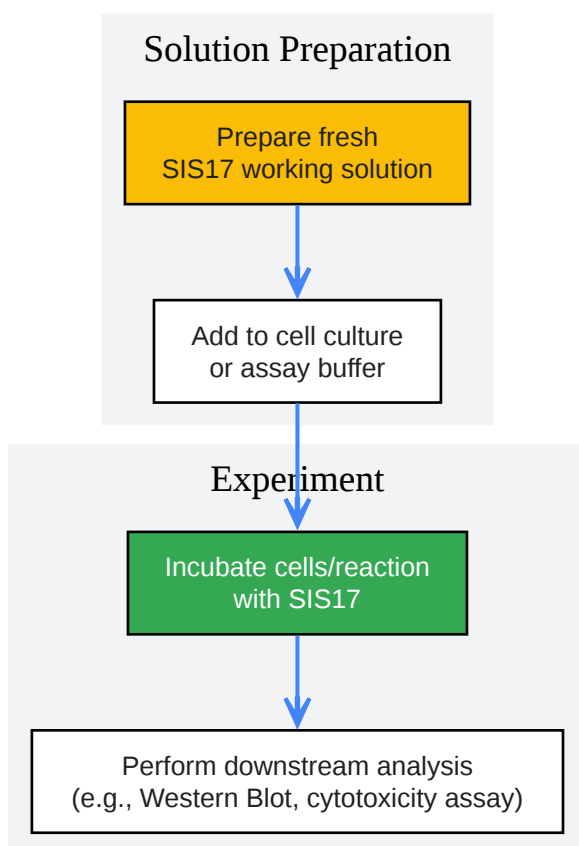 Solution Preparation
Prepare fresh
SIS17 working solution
Add to cell culture
or assay buffer
Experiment
Incubate cells/reaction
with SIS17
Perform downstream analysis
(e.g., Western Blot, cytotoxicity assay)